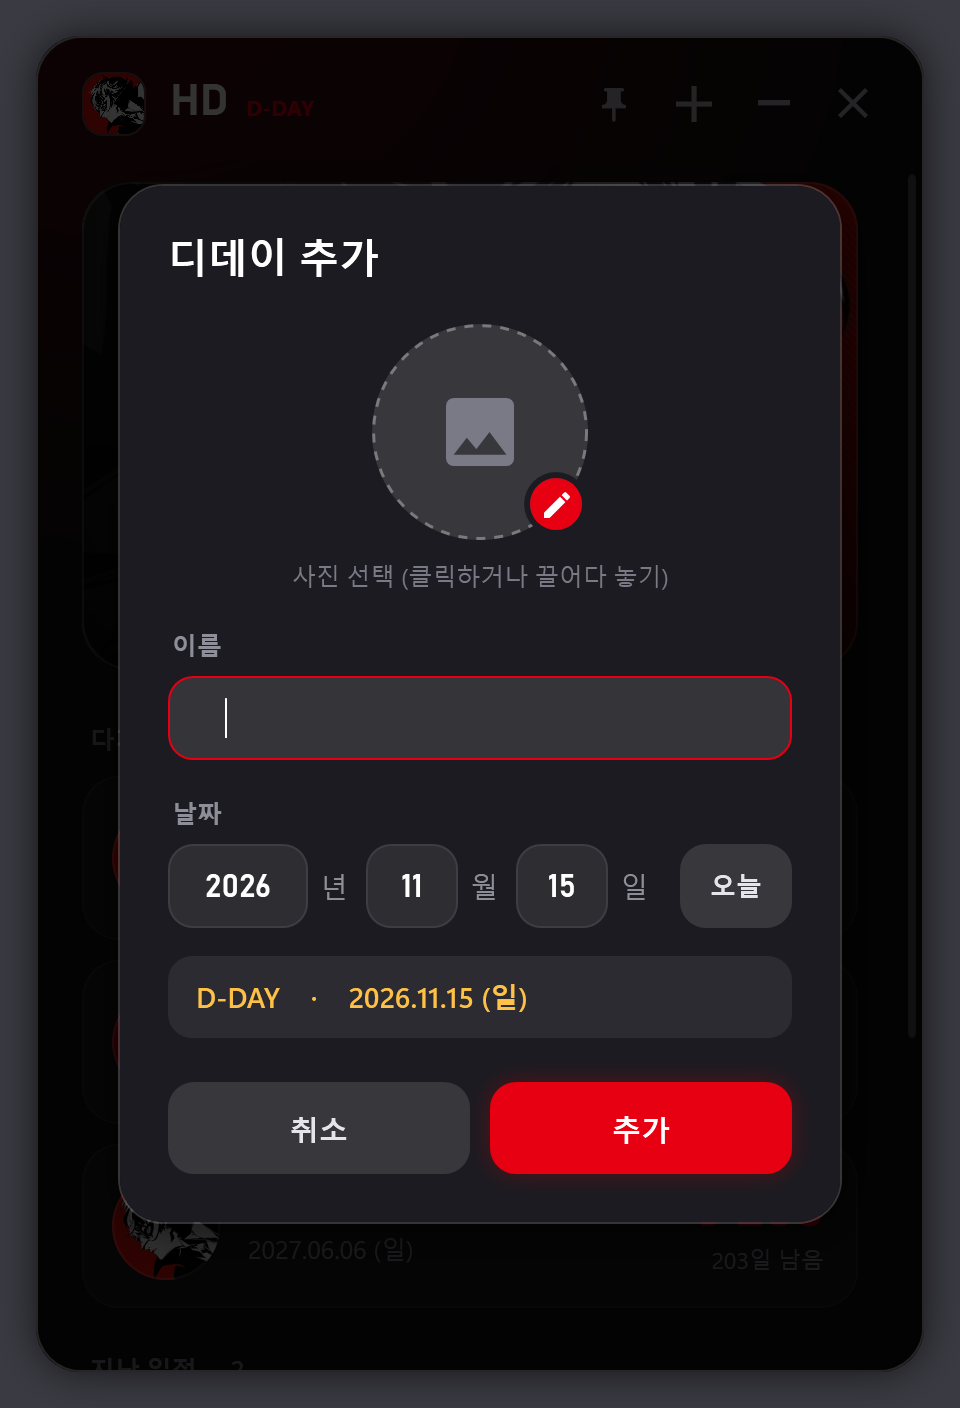 HD D-DAY
디데이 추가
사진 선택 (클릭하거나 끌어다 놓기)
이름
날짜
2026 년 11 월 15 일 오늘
D-DAY · 2026.11.15 (일)
취소 추가
2027.06.06 (일) 203일 남음